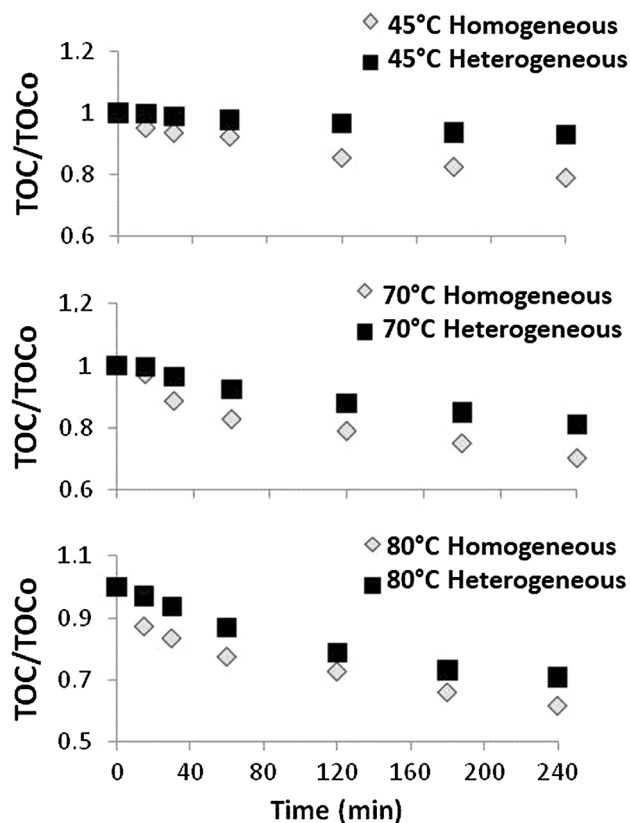 45°C Homogeneous
45°C Heterogeneous
1.2
1
0.8
0.6
TOC/TOCo
70°C Homogeneous
70°C Heterogeneous
1.2
1
0.8
0.6
TOC/TOCo
80°C Homogeneous
80°C Heterogeneous
1.1
0.9
0.7
0.5
TOC/TOCo
0 40 80 120 160 200 240
Time (min)